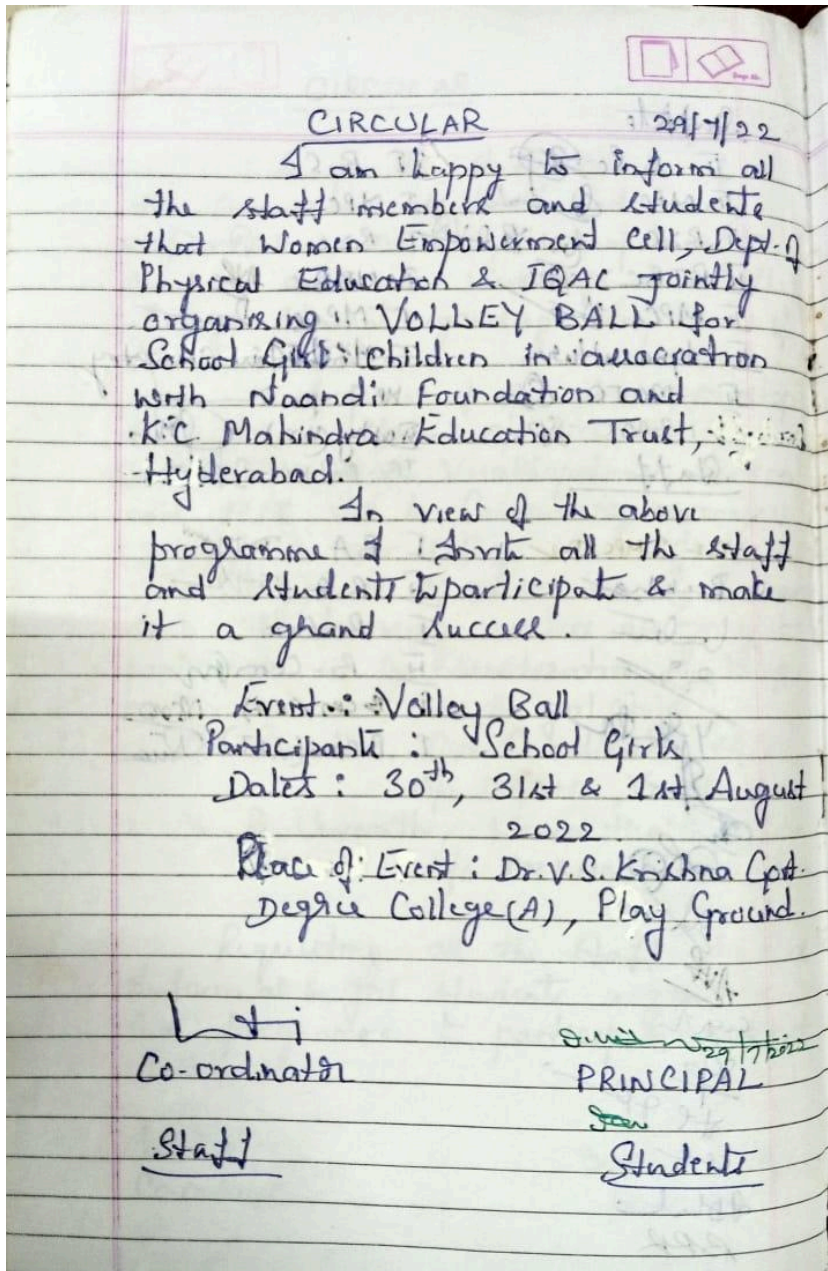 CIRCULAR 29/7/22
I am happy to inform all
the staff members and students
that Women Empowerment Cell, Dept. of
Physical Education & IQAC jointly
organising VOLLEY BALL for
School Girl children in association
with Naandi Foundation and
K.C. Mahindra Education Trust,
Hyderabad.
In view of the above
programme I invite all the staff
and students to participate & make
it a grand success.
Event : Volley Ball
Participants : School Girls
Dates : 30th, 31st & 1st August
2022
Place of Event : Dr. V.S. Krishna Govt.
Degree College(A), Play Ground.
Co-ordinator
29/7/2022
PRINCIPAL
Staff Students